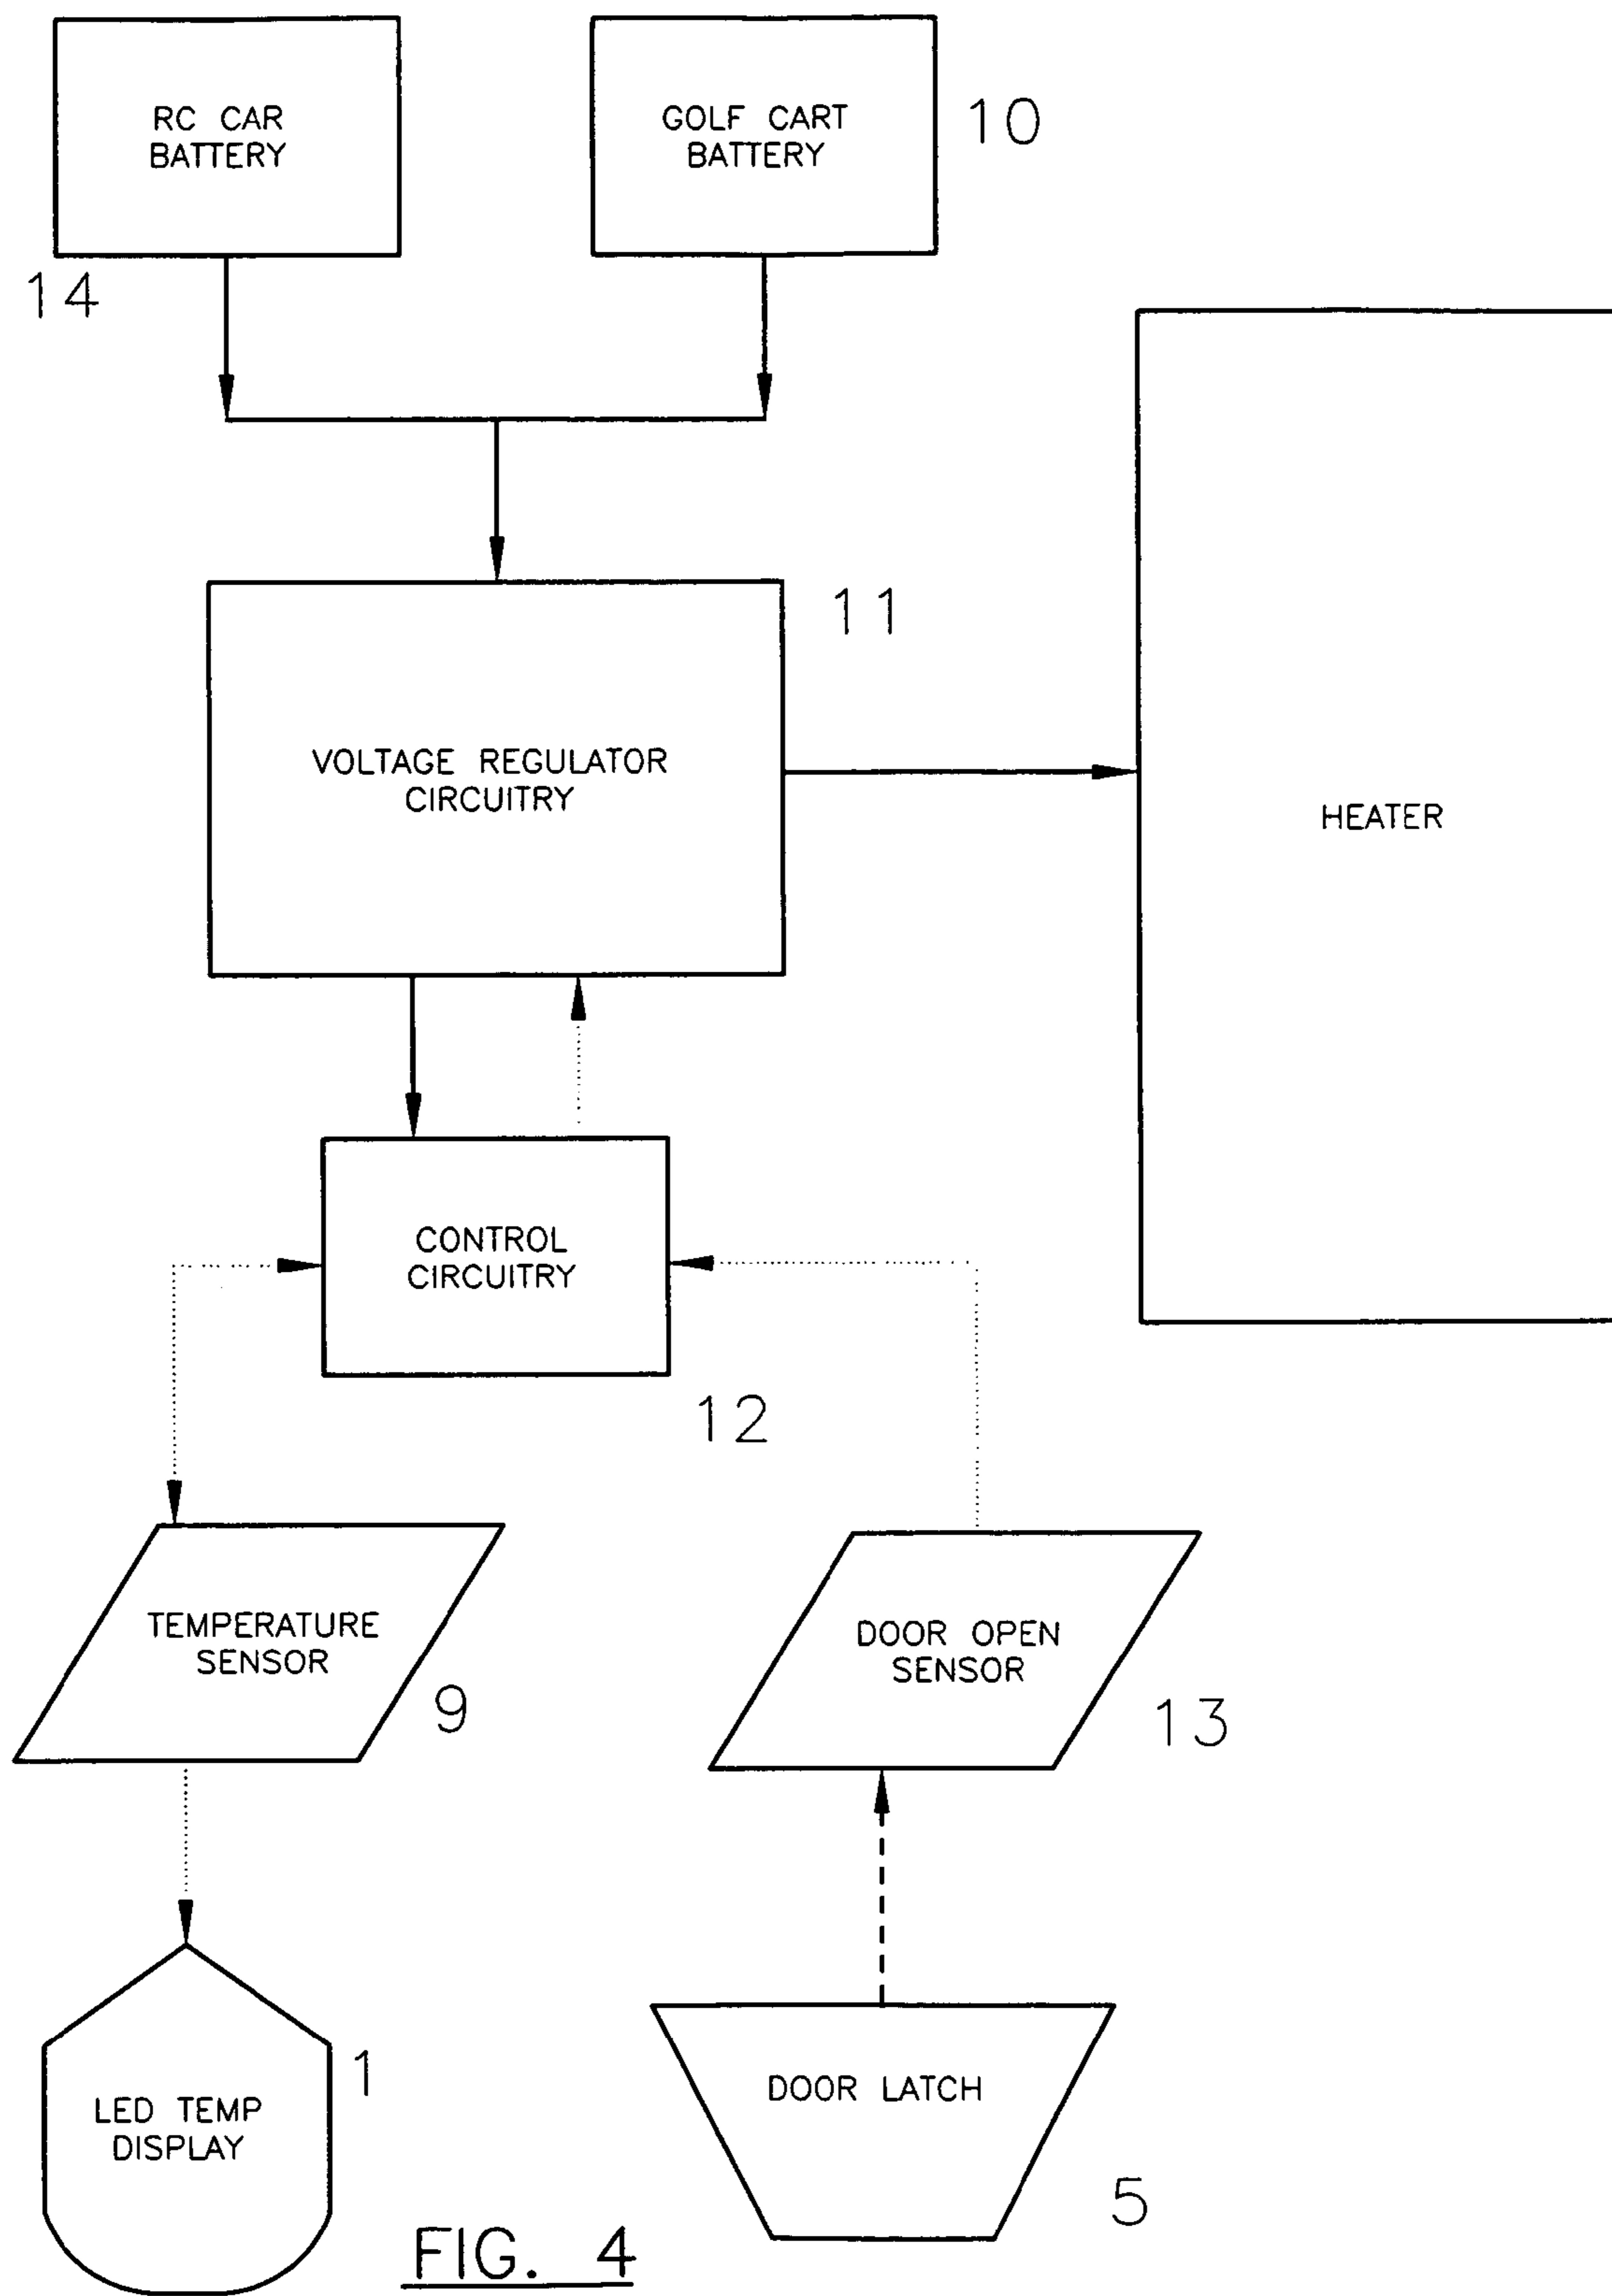 RC CAR
BATTERY
14
GOLF CART
BATTERY
10
VOLTAGE REGULATOR
CIRCUITRY
11
HEATER
CONTROL
CIRCUITRY
12
TEMPERATURE
SENSOR
9
DOOR OPEN
SENSOR
13
LED TEMP
DISPLAY
1
DOOR LATCH
5
FIG. 4